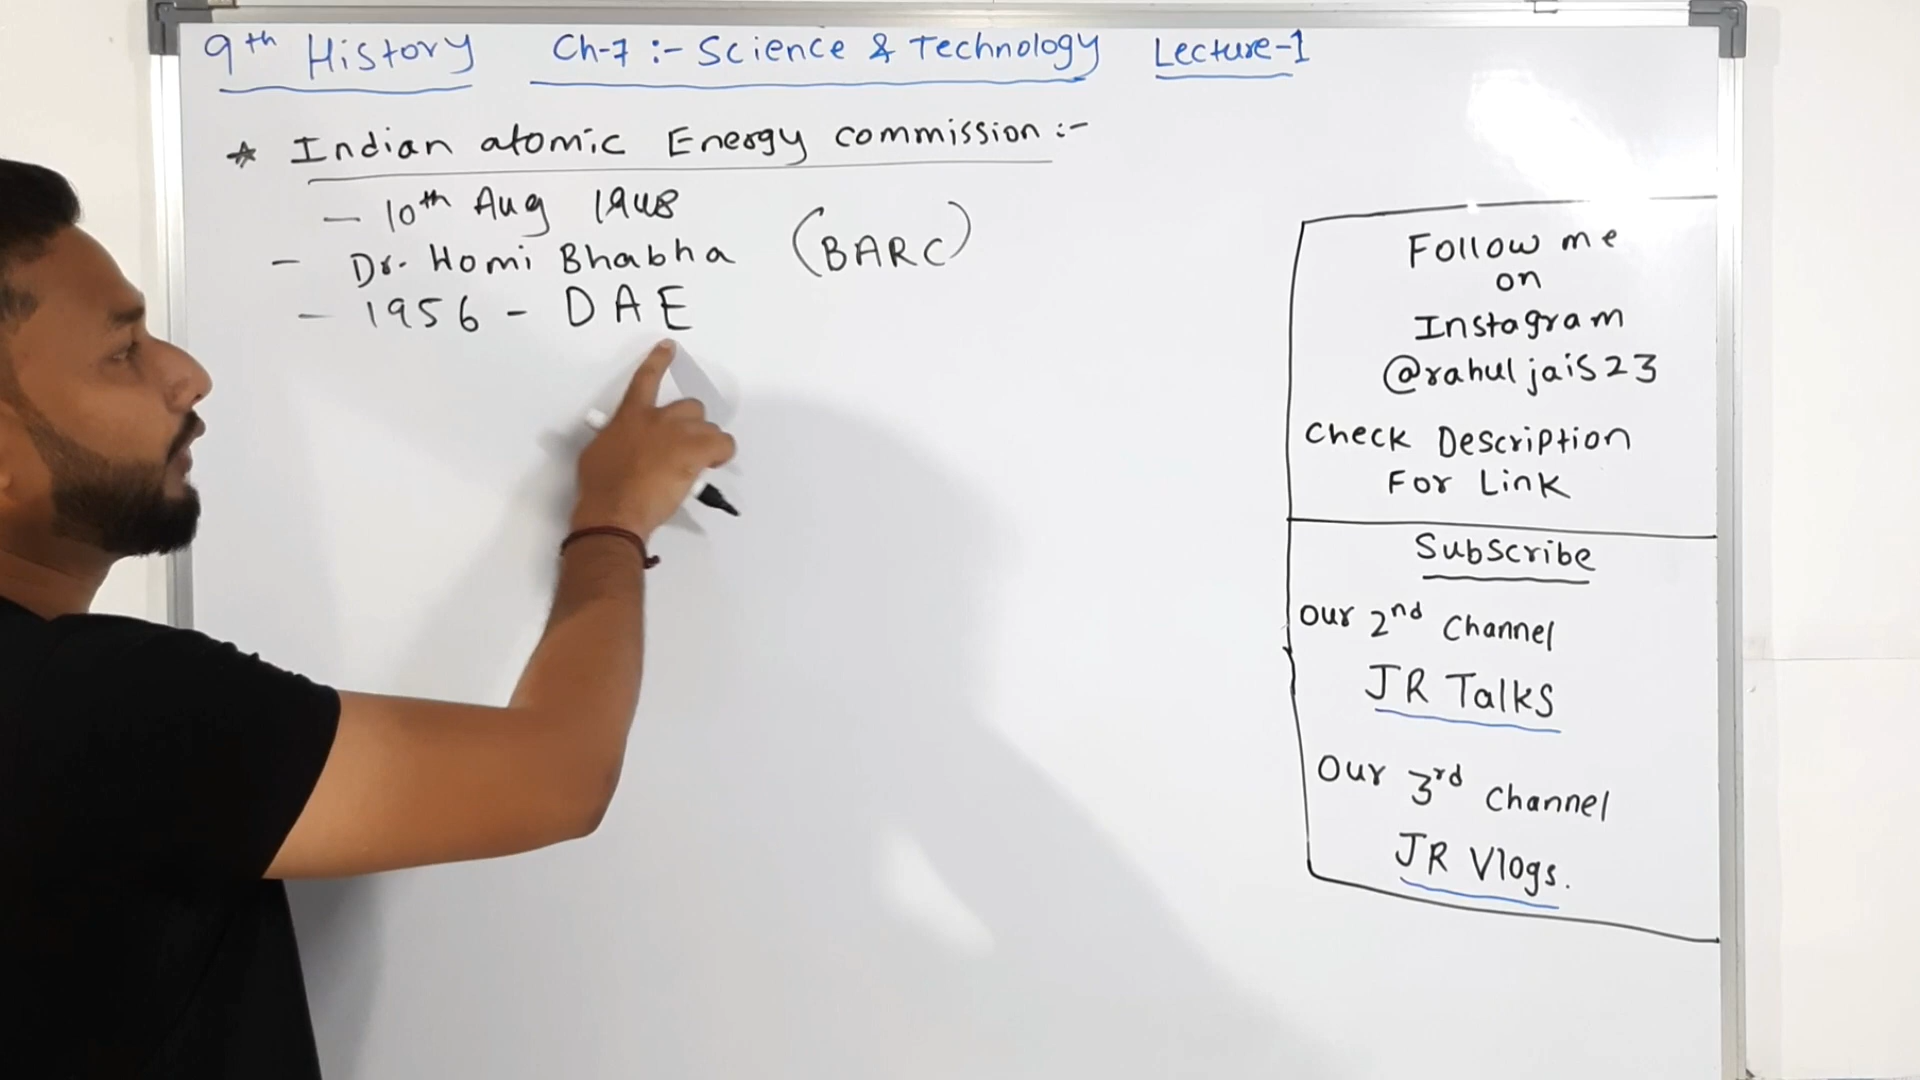 9th History Ch-7 :- Science & Technology Lecture-1
* Indian atomic Energy commission :-
- 10th Aug 1948
- Dr. Homi Bhabha (BARC)
- 1956 - DAE
Follow me
on
Instagram
@rahuljais23
Check Description
For Link
Subscribe
Our 2nd Channel
JR Talks
Our 3rd Channel
JR Vlogs.